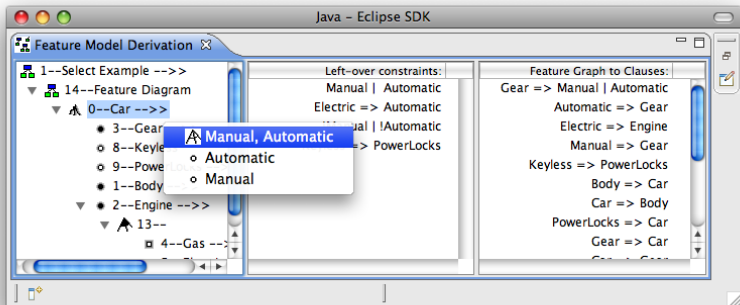 Java – Eclipse SDK
Feature Model Derivation
1--Select Example -->>
14--Feature Diagram
0--Car -->>
3--Gear
8--Keyle
9--Powe
1--Body
2--Engine -->>
13--
4--Gas --
Manual, Automatic
Automatic
Manual
Left-over constraints:
Manual | Automatic
Electric => Automatic
| !Automatic
=> PowerLocks
Feature Graph to Clauses:
Gear => Manual | Automatic
Automatic => Gear
Electric => Engine
Manual => Gear
Keyless => PowerLocks
Body => Car
Car => Body
PowerLocks => Car
Gear => Car